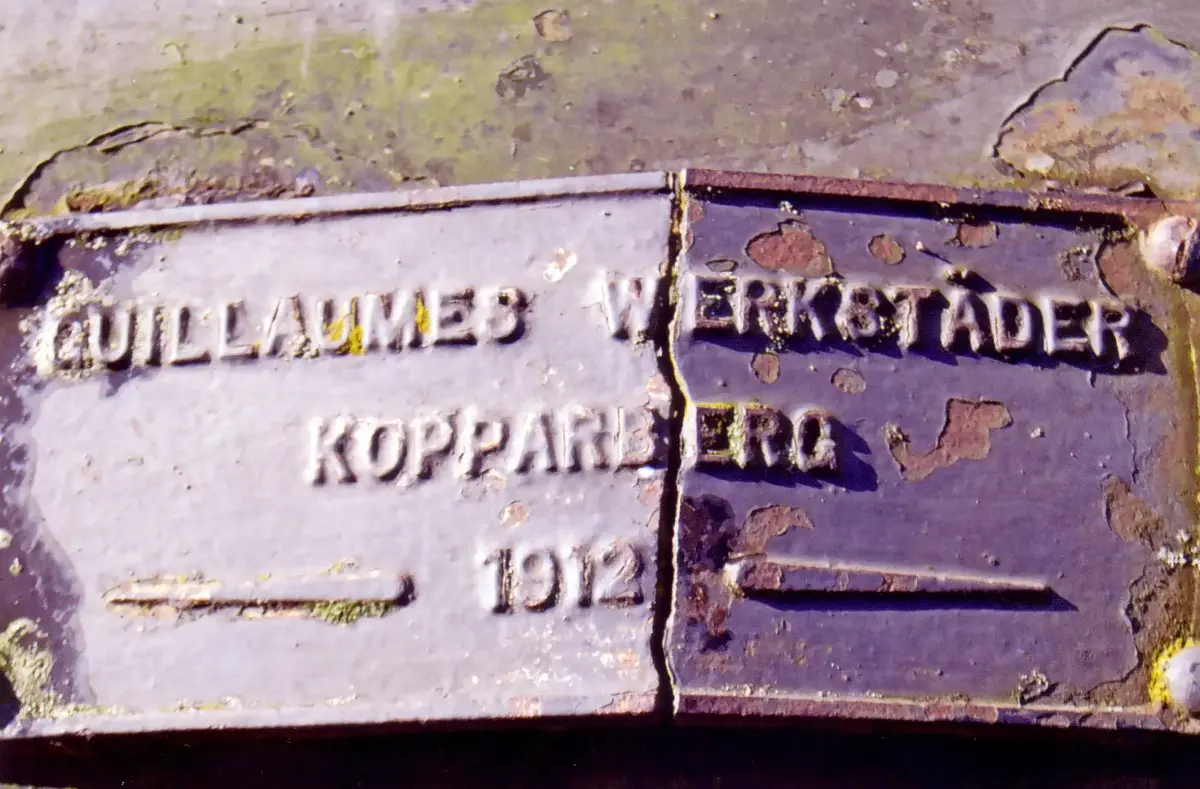 GUILLAUMES WERKSTÄDER
KOPPARBERG
1912